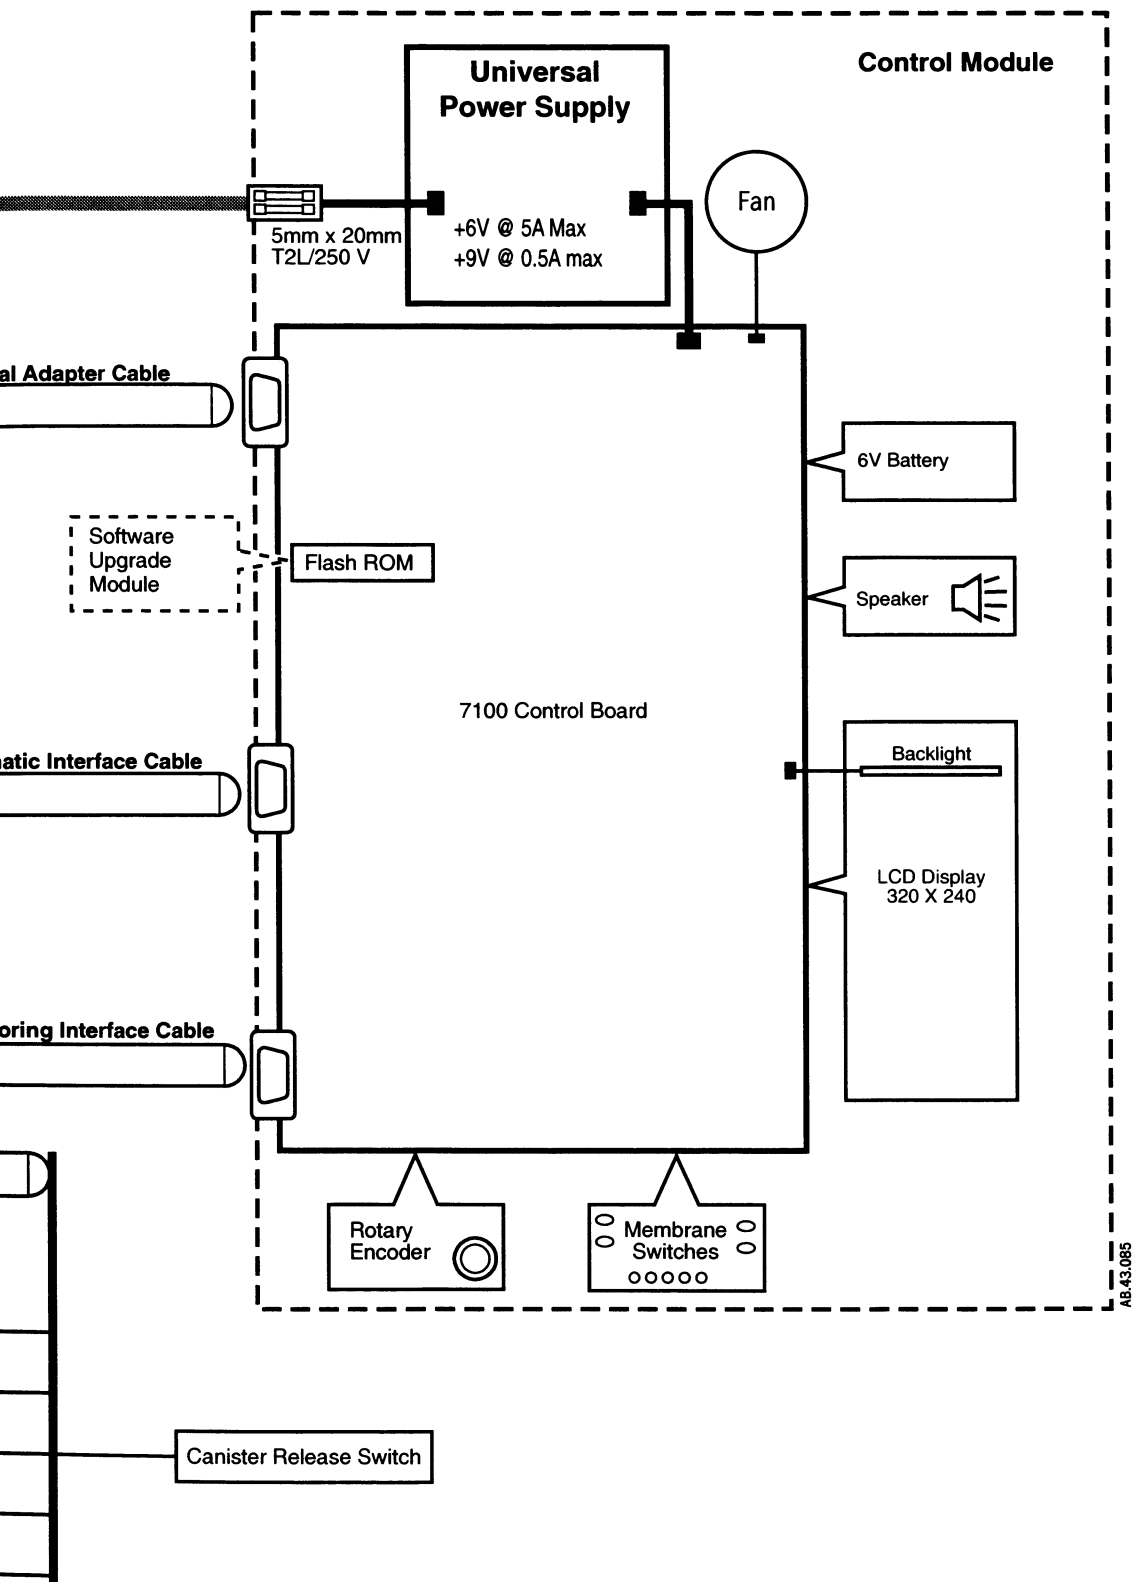 Control Module
Universal
Power Supply
Fan
+6V @ 5A Max
+9V @ 0.5A max
5mm x 20mm
T2L/250 V
al Adapter Cable
6V Battery
Software
Upgrade
Module
Flash ROM
Speaker
7100 Control Board
Backlight
atic Interface Cable
LCD Display
320 X 240
oring Interface Cable
Rotary
Encoder
Membrane
Switches
AB.43.085
Canister Release Switch